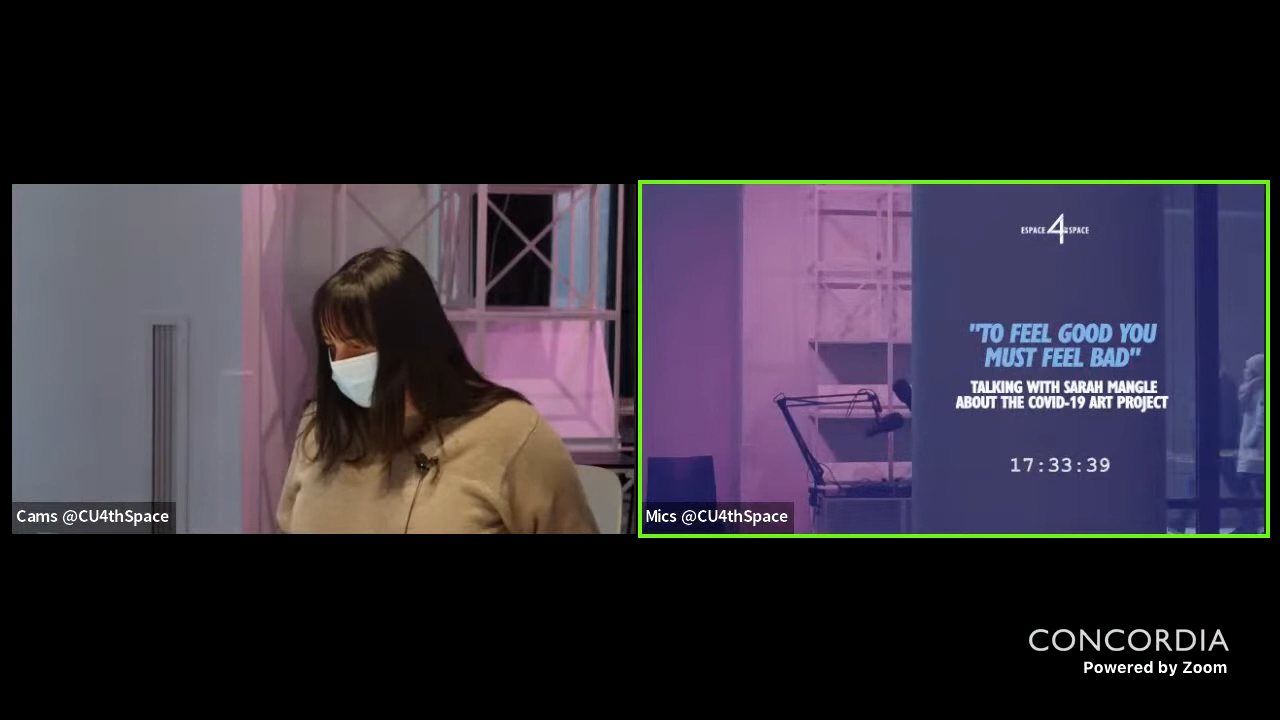 ESPACE 4 SPACE
"TO FEEL GOOD YOU
MUST FEEL BAD"
TALKING WITH SARAH MANGLE
ABOUT THE COVID-19 ART PROJECT
17:33:39
Cams @CU4thSpace
Mics @CU4thSpace
CONCORDIA
Powered by Zoom